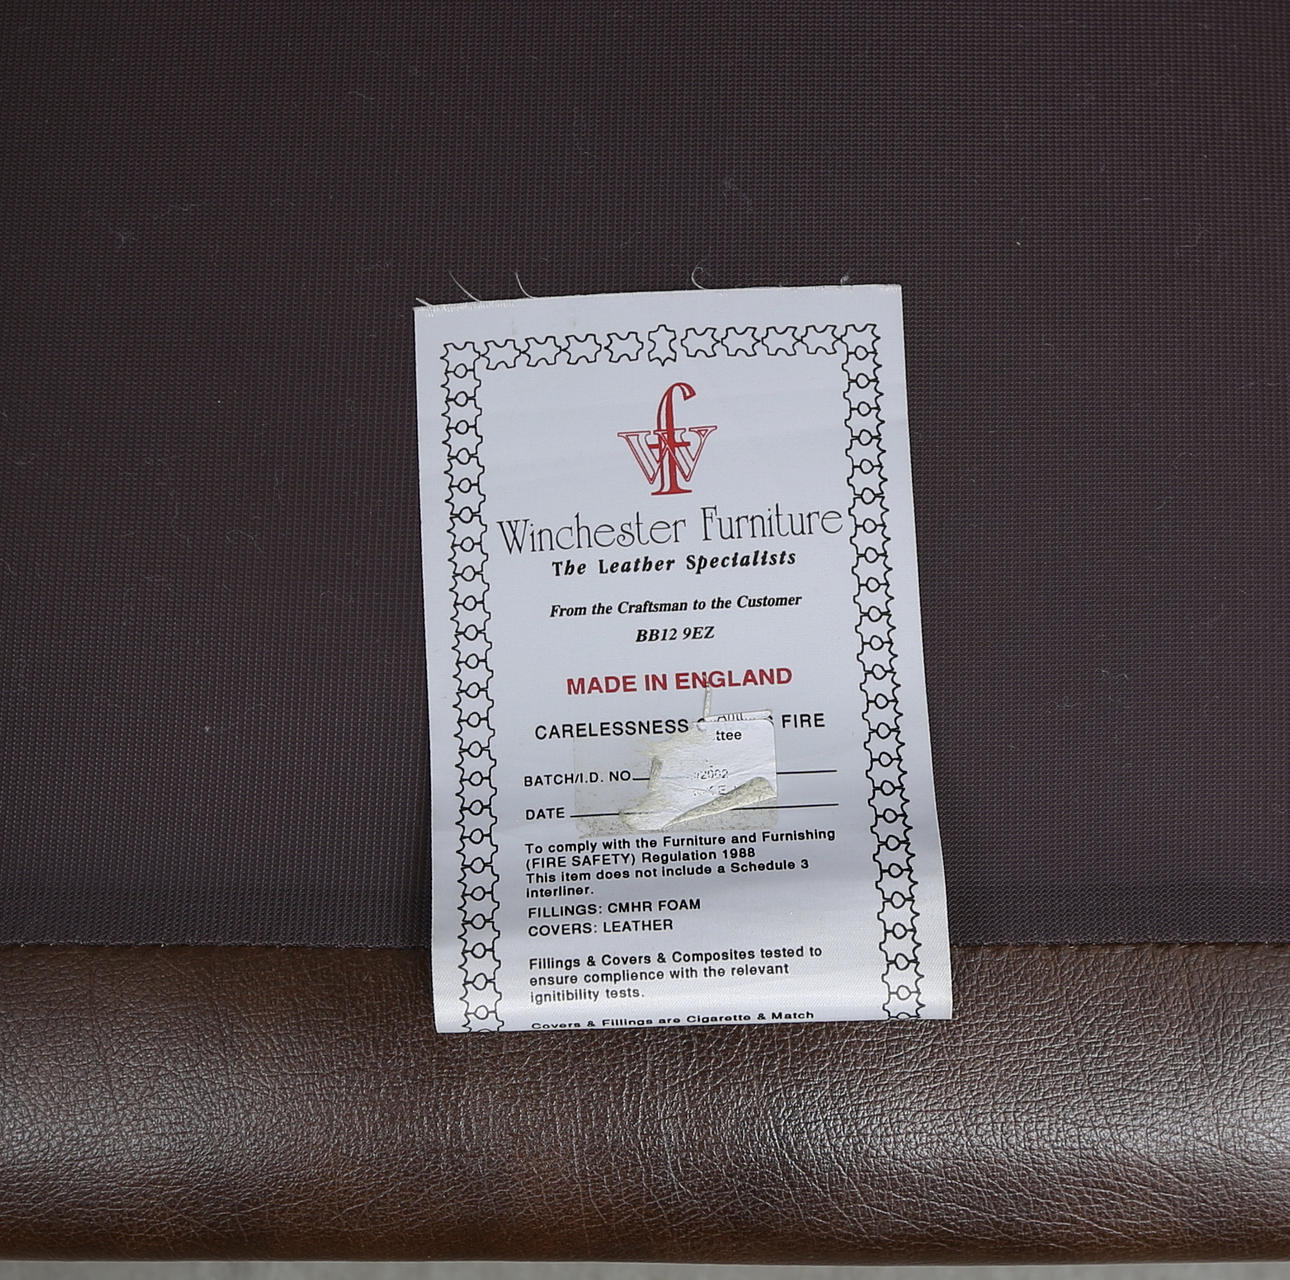 Winchester Furniture
The Leather Specialists
From the Craftsman to the Customer
BB12 9EZ
MADE IN ENGLAND
CARELESSNESS FIRE
ttee
BATCH/I.D. NO
DATE
To comply with the Furniture and Furnishing
(FIRE SAFETY) Regulation 1988
This item does not include a Schedule 3
interliner.
FILLINGS: CMHR FOAM
COVERS: LEATHER
Fillings & Covers & Composites tested to
ensure complience with the relevant
ignitibility tests.
Covers & Fillings are Cigarette & Match